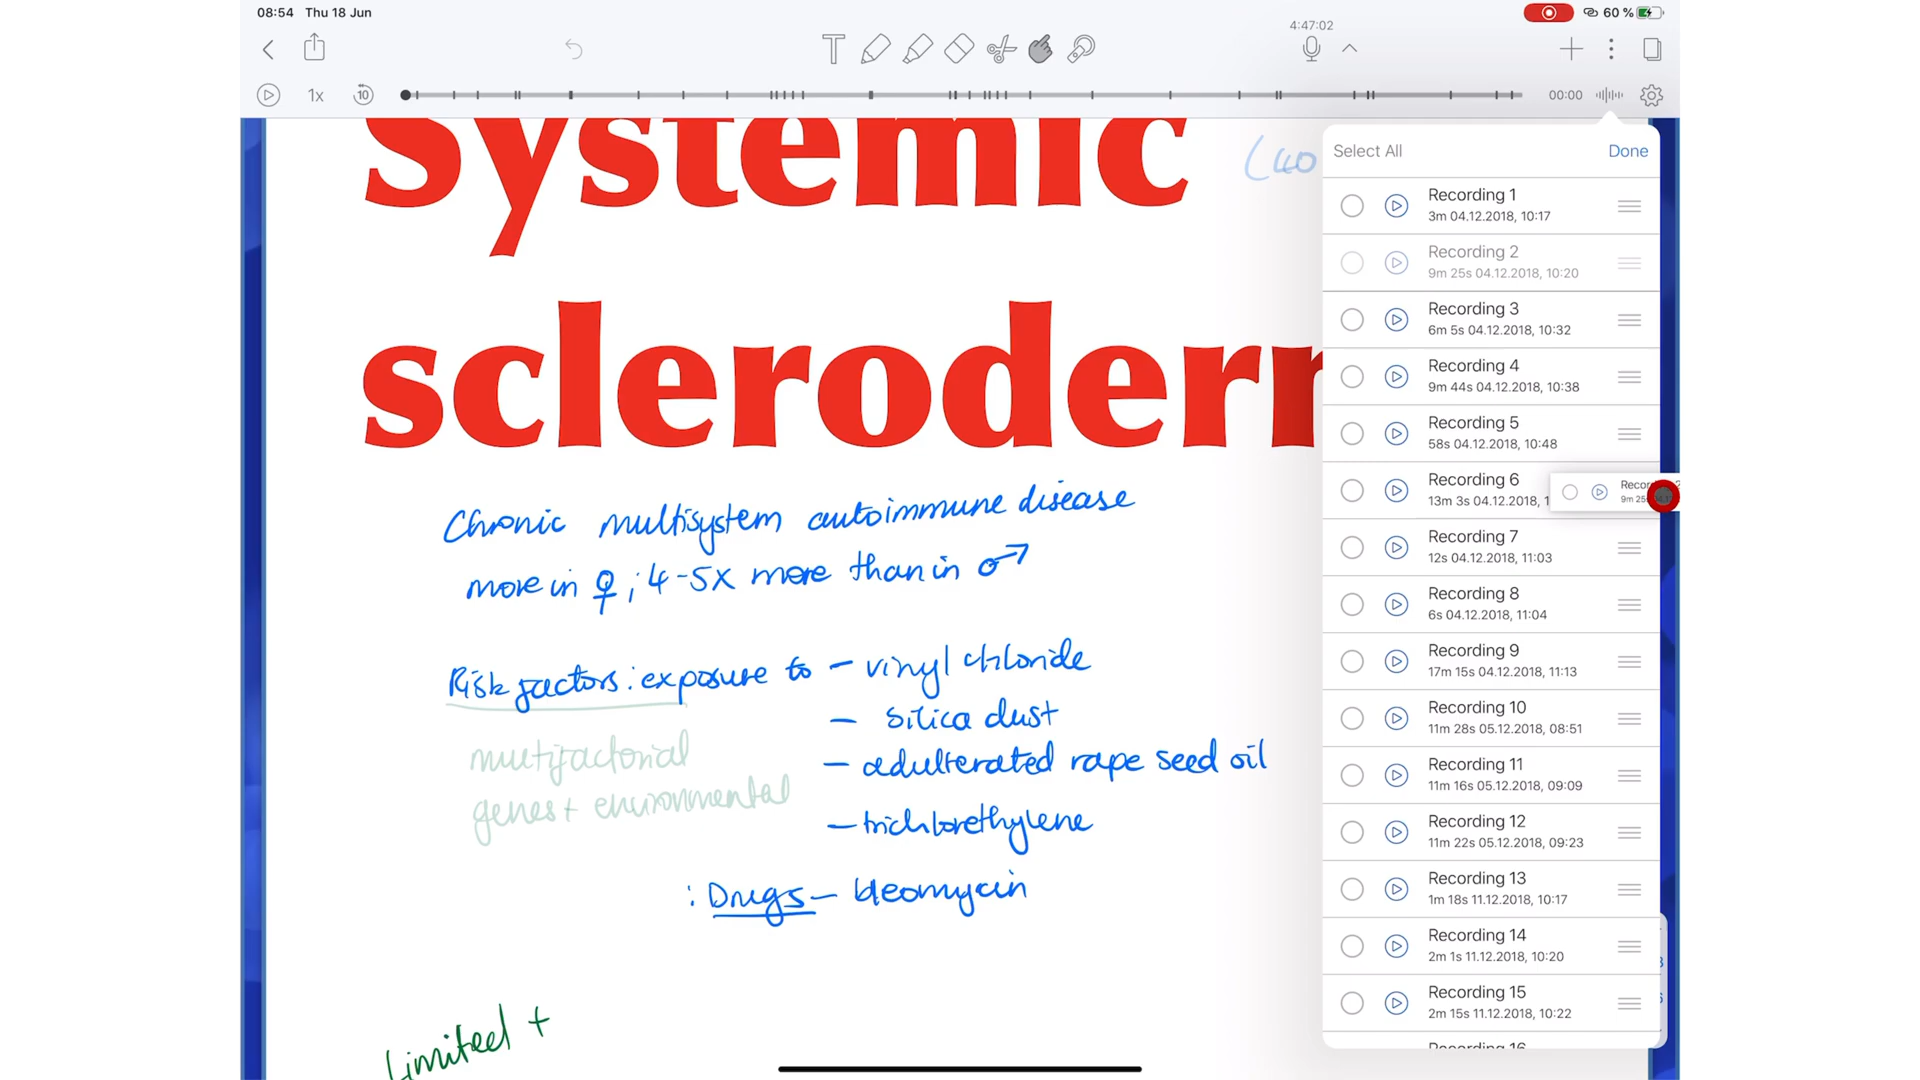 08:54 Thu 18 Jun
60 %
4:47:02
T
1x
10
00:00
Systemic
(40
scleroderr
Chronic multisystem autoimmune disease
more in ♀ ; 4-5x more than in ♂
Risk factors : exposure to - vinyl chloride
- silica dust
- adulterated rape seed oil
- trichlorethylene
multifactorial
genes + environmental
: Drugs - bleomycin
Limited +
Select All
Done
Recording 1
3m 04.12.2018, 10:17
Recording 2
9m 25s 04.12.2018, 10:20
Recording 3
6m 5s 04.12.2018, 10:32
Recording 4
9m 44s 04.12.2018, 10:38
Recording 5
58s 04.12.2018, 10:48
Recording 6
13m 3s 04.12.2018, 1
Recording 7
12s 04.12.2018, 11:03
Recording 8
6s 04.12.2018, 11:04
Recording 9
17m 15s 04.12.2018, 11:13
Recording 10
11m 28s 05.12.2018, 08:51
Recording 11
11m 16s 05.12.2018, 09:09
Recording 12
11m 22s 05.12.2018, 09:23
Recording 13
1m 18s 11.12.2018, 10:17
Recording 14
2m 1s 11.12.2018, 10:20
Recording 15
2m 15s 11.12.2018, 10:22
Recording 16